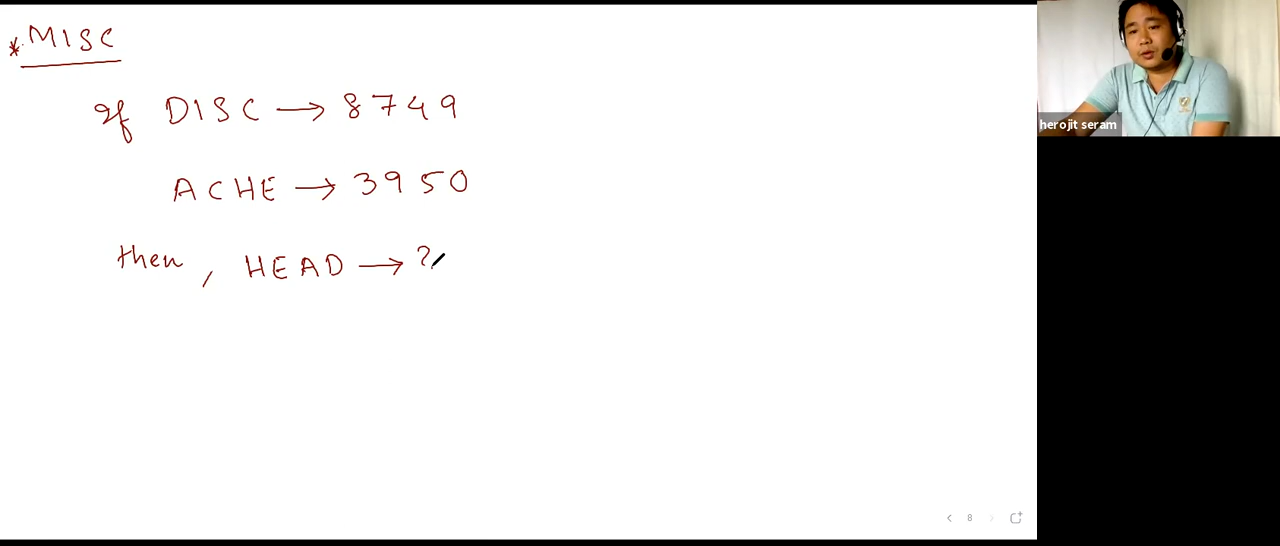 * MISC
If DISC → 8749
ACHE → 3950
then, HEAD → ?
herojit seram
8